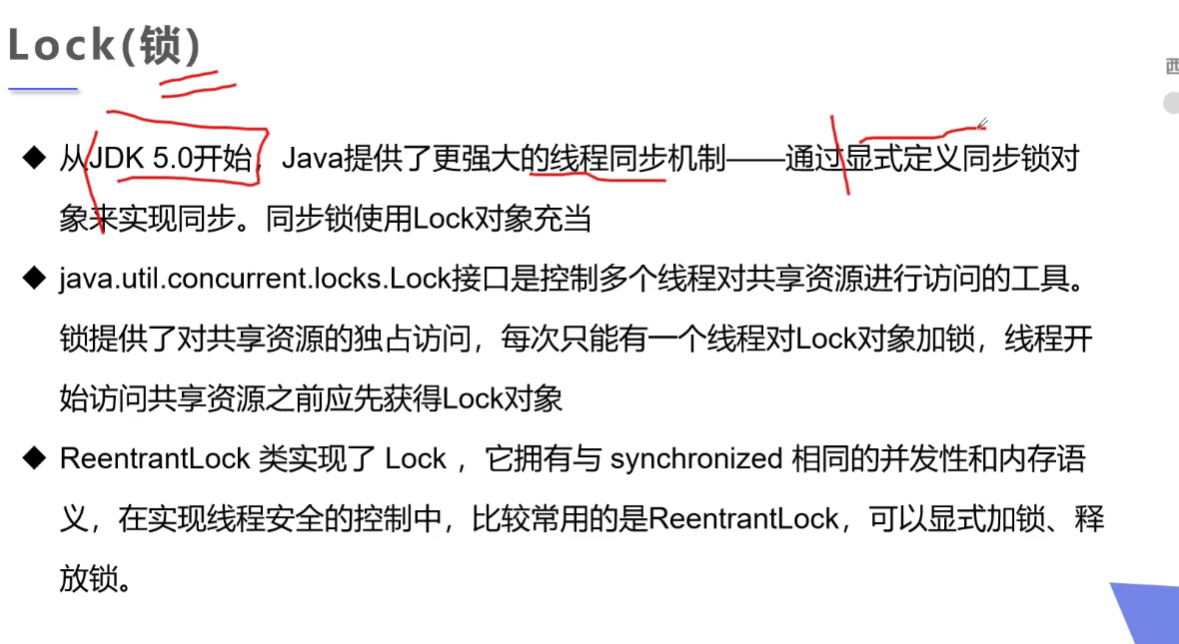 Lock(锁)
西
◆ 从JDK 5.0开始，Java提供了更强大的线程同步机制——通过显式定义同步锁对
象来实现同步。同步锁使用Lock对象充当
◆ java.util.concurrent.locks.Lock接口是控制多个线程对共享资源进行访问的工具。
锁提供了对共享资源的独占访问，每次只能有一个线程对Lock对象加锁，线程开
始访问共享资源之前应先获得Lock对象
◆ ReentrantLock 类实现了 Lock ，它拥有与 synchronized 相同的并发性和内存语
义，在实现线程安全的控制中，比较常用的是ReentrantLock，可以显式加锁、释
放锁。